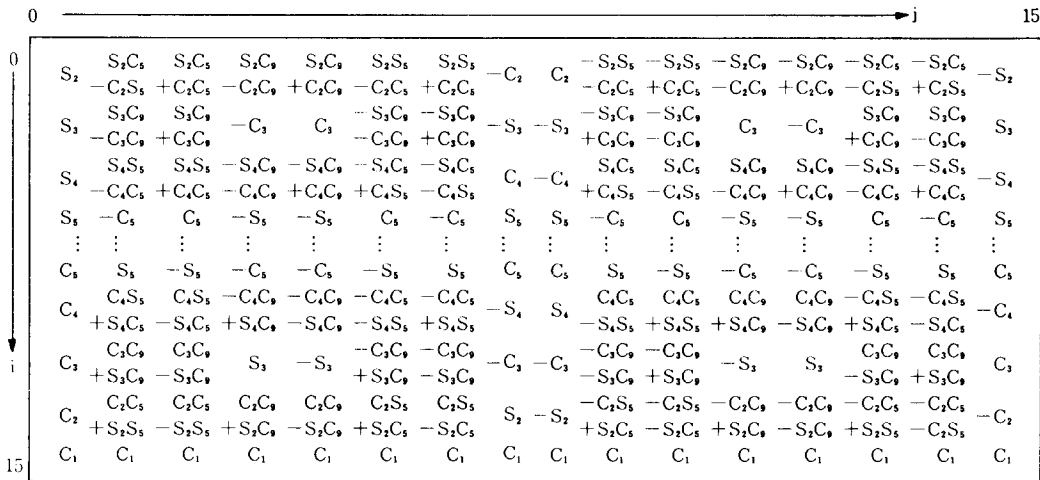 0 j 15
0
S₂C₅ S₂C₅ S₂C₉ S₂C₉ S₂S₅ S₂S₅ −S₂S₅ −S₂S₅ −S₂C₉ −S₂C₉ −S₂C₅ −S₂C₅
S₂ −C₂ C₂ −S₂
−C₂S₅ +C₂C₅ −C₂C₉ +C₂C₉ −C₂S₅ +C₂C₅ −C₂C₅ +C₂C₅ −C₂C₉ +C₂C₉ −C₂S₅ +C₂S₅
S₃C₉ S₃C₉ −S₃C₉ −S₃C₉ −S₃C₉ −S₃C₉ S₃C₉ S₃C₉
S₃ −C₃ C₃ −S₃ −S₃ C₃ −C₃ S₃
−C₃C₉ +C₃C₉ −C₃C₉ +C₃C₉ +C₃C₉ −C₃C₉ +C₃C₉ −C₃C₉
S₄S₅ S₄S₅ −S₄C₉ −S₄C₉ −S₄C₅ −S₄C₅ S₄C₅ S₄C₅ S₄C₉ S₄C₉ −S₄S₅ −S₄S₅
S₄ C₄ −C₄ −S₄
−C₄C₅ +C₄C₅ −C₄C₉ +C₄C₉ +C₄S₅ −C₄S₅ +C₄S₅ −C₄S₅ −C₄C₉ +C₄C₉ −C₄C₅ +C₄C₅
S₅ −C₅ C₅ −S₅ −S₅ C₅ −C₅ S₅ S₅ −C₅ C₅ −S₅ −S₅ C₅ −C₅ S₅
⋮ ⋮ ⋮ ⋮ ⋮ ⋮ ⋮ ⋮ ⋮ ⋮ ⋮ ⋮ ⋮ ⋮ ⋮ ⋮
C₅ S₅ −S₅ −C₅ −C₅ −S₅ S₅ C₅ C₅ S₅ −S₅ −C₅ −C₅ −S₅ S₅ C₅
C₄S₅ C₄S₅ −C₄C₉ −C₄C₉ −C₄C₅ −C₄C₅ C₄C₅ C₄C₅ C₄C₉ C₄C₉ −C₄S₅ −C₄S₅
C₄ −S₄ S₄ −C₄
+S₄C₅ −S₄C₅ +S₄C₉ −S₄C₉ −S₄S₅ +S₄S₅ −S₄S₅ +S₄S₅ +S₄C₉ −S₄C₉ +S₄C₅ −S₄C₅
C₃C₉ C₃C₉ −C₃C₉ −C₃C₉ −C₃C₉ −C₃C₉ C₃C₉ C₃C₉
i C₃ S₃ −S₃ −C₃ −C₃ −S₃ S₃ C₃
+S₃C₉ −S₃C₉ +S₃C₉ −S₃C₉ −S₃C₉ +S₃C₉ −S₃C₉ +S₃C₉
C₂C₅ C₂C₅ C₂C₉ C₂C₉ C₂S₅ C₂S₅ −C₂S₅ −C₂S₅ −C₂C₉ −C₂C₉ −C₂C₅ −C₂C₅
C₂ S₂ −S₂ −C₂
+S₂S₅ −S₂S₅ +S₂C₉ −S₂C₉ +S₂C₅ −S₂C₅ +S₂C₅ −S₂C₅ +S₂C₉ −S₂C₉ +S₂S₅ −C₂S₅
15 C₁ C₁ C₁ C₁ C₁ C₁ C₁ C₁ C₁ C₁ C₁ C₁ C₁ C₁ C₁ C₁